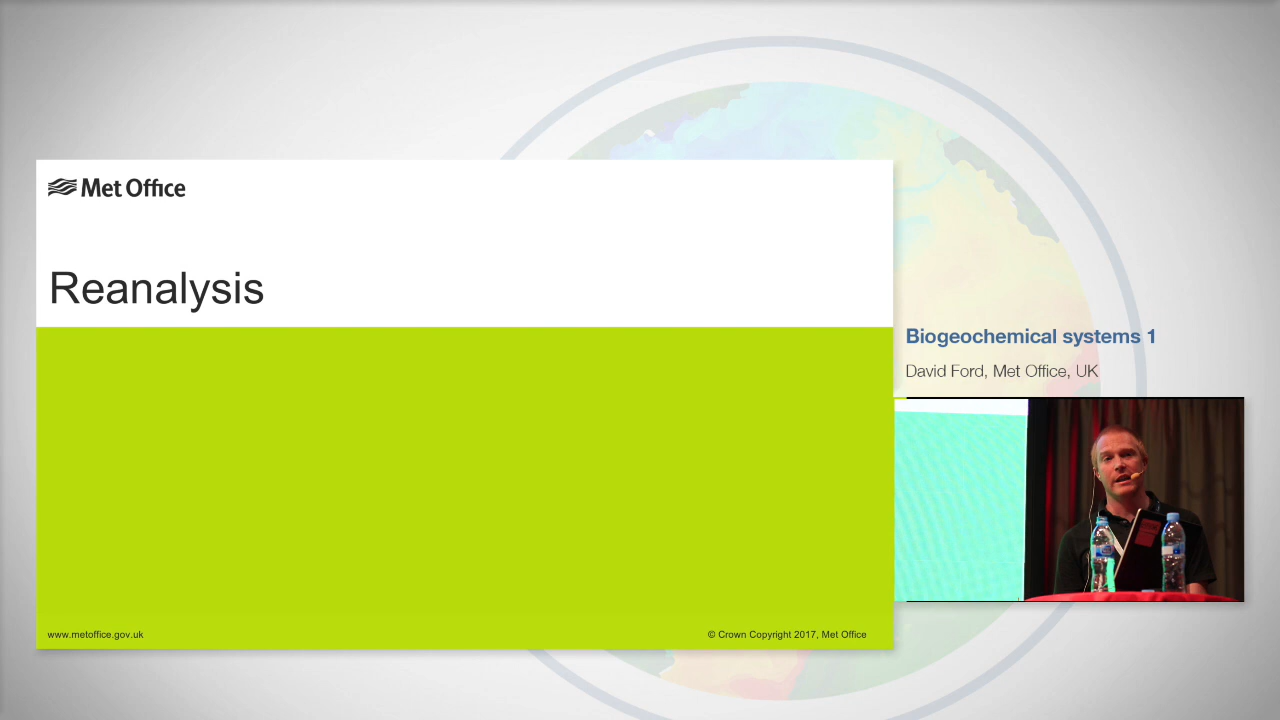 Met Office
Reanalysis
Biogeochemical systems 1
David Ford, Met Office, UK
www.metoffice.gov.uk
© Crown Copyright 2017, Met Office